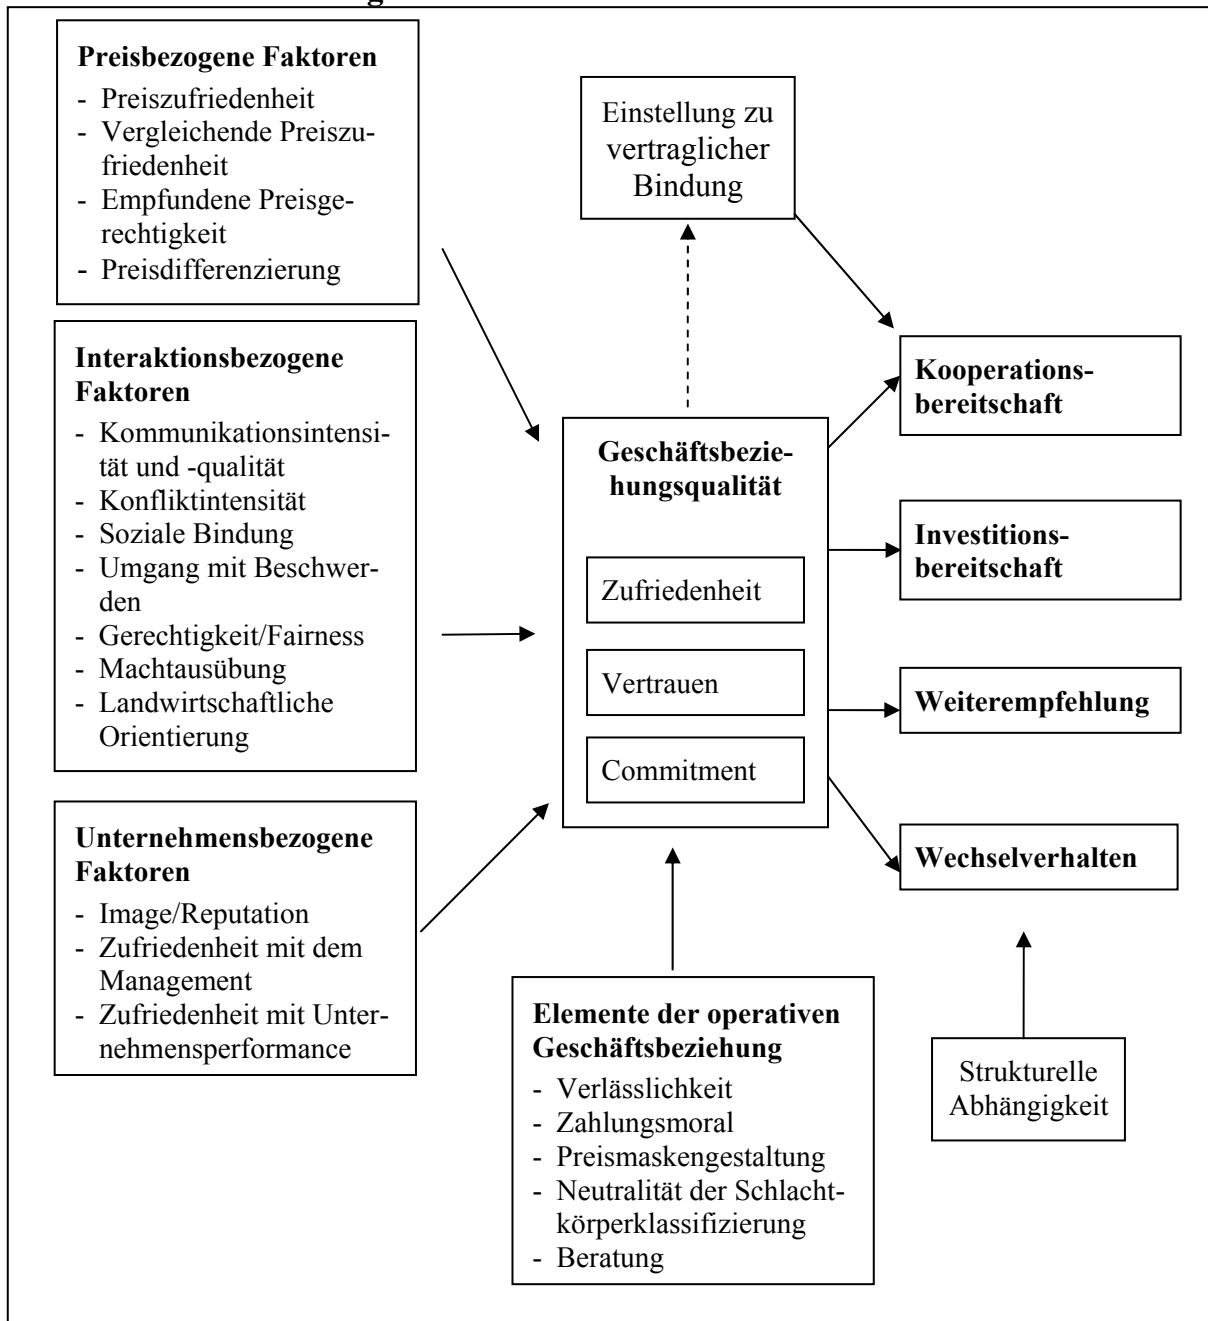 Preisbezogene Faktoren
- Preiszufriedenheit
- Vergleichende Preiszu-
friedenheit
- Empfundene Preisge-
rechtigkeit
- Preisdifferenzierung
Interaktionsbezogene
Faktoren
- Kommunikationsintensi-
tät und -qualität
- Konfliktintensität
- Soziale Bindung
- Umgang mit Beschwer-
den
- Gerechtigkeit/Fairness
- Machtausübung
- Landwirtschaftliche
Orientierung
Unternehmensbezogene
Faktoren
- Image/Reputation
- Zufriedenheit mit dem
Management
- Zufriedenheit mit Unter-
nehmensperformance
Einstellung zu
vertraglicher
Bindung
Geschäftsbezie-
hungsqualität
Zufriedenheit
Vertrauen
Commitment
Elemente der operativen
Geschäftsbeziehung
- Verlässlichkeit
- Zahlungsmoral
- Preismaskengestaltung
- Neutralität der Schlacht-
körperklassifizierung
- Beratung
Kooperations-
bereitschaft
Investitions-
bereitschaft
Weiterempfehlung
Wechselverhalten
Strukturelle
Abhängigkeit